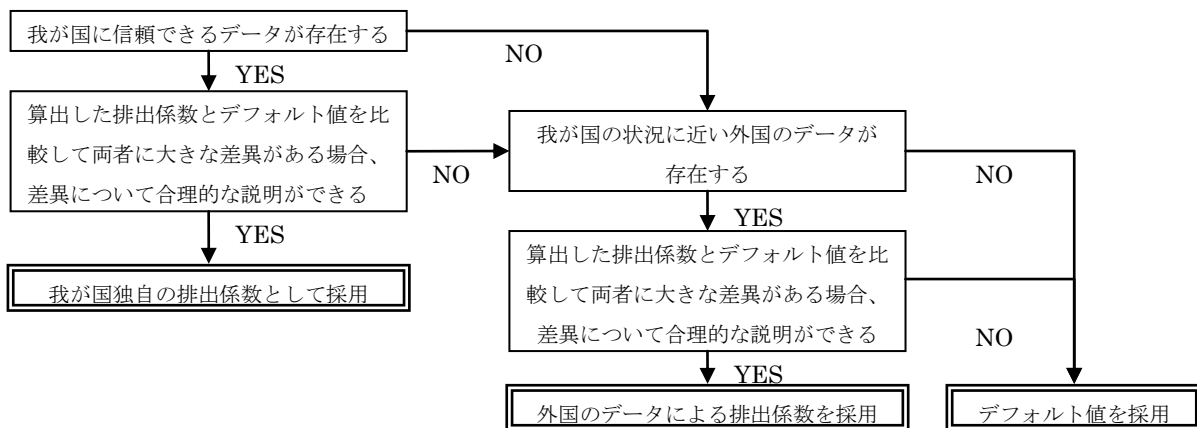 我が国に信頼できるデータが存在する
NO
YES
算出した排出係数とデフォルト値を比
較して両者に大きな差異がある場合、
差異について合理的な説明ができる
NO
YES
我が国独自の排出係数として採用
我が国の状況に近い外国のデータが
存在する
NO
YES
算出した排出係数とデフォルト値を比
較して両者に大きな差異がある場合、
差異について合理的な説明ができる
NO
YES
外国のデータによる排出係数を採用
デフォルト値を採用